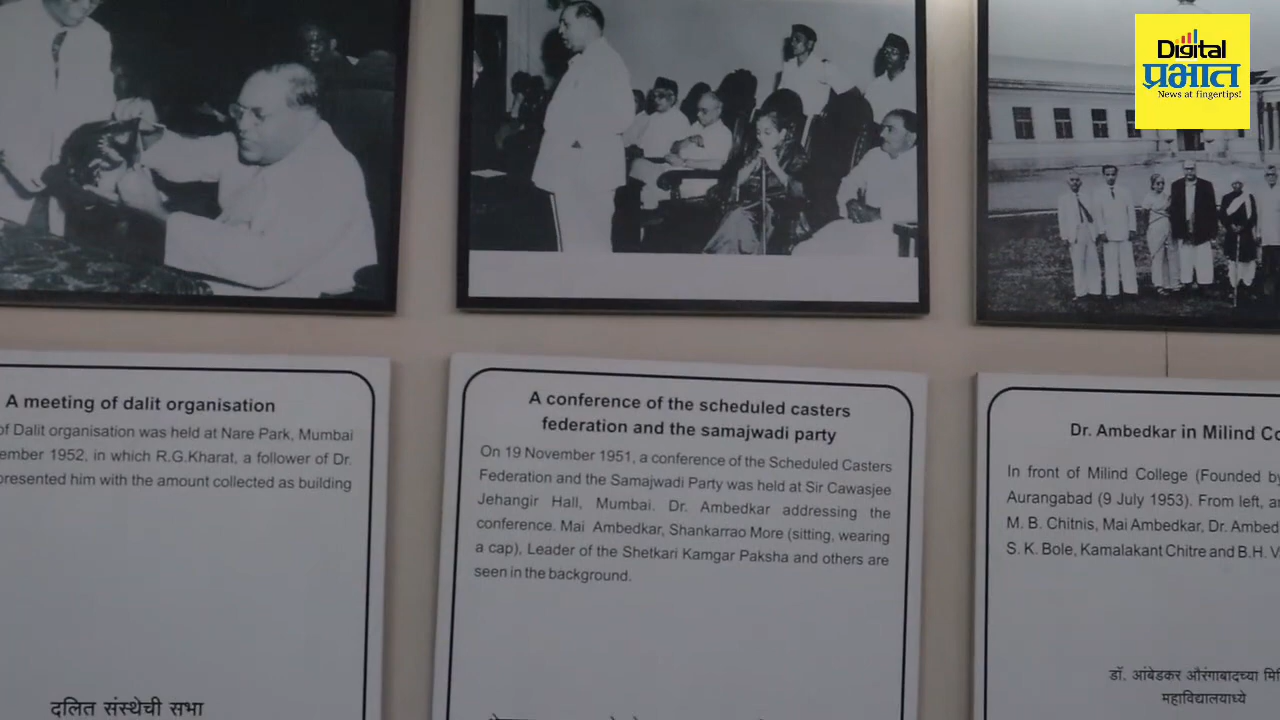 Digital
प्रभात
News at fingertips!
A meeting of dalit organisation
of Dalit organisation was held at Nare Park, Mumbai
ember 1952, in which R.G.Kharat, a follower of Dr.
presented him with the amount collected as building
दलित संस्थेची सभा
A conference of the scheduled casters
federation and the samajwadi party
On 19 November 1951, a conference of the Scheduled Casters
Federation and the Samajwadi Party was held at Sir Cawasjee
Jehangir Hall, Mumbai. Dr. Ambedkar addressing the
conference. Mai Ambedkar, Shankarrao More (sitting, wearing
a cap), Leader of the Shetkari Kamgar Paksha and others are
seen in the background.
Dr. Ambedkar in Milind Co
In front of Milind College (Founded by
Aurangabad (9 July 1953). From left, a
M. B. Chitnis, Mai Ambedkar, Dr. Ambed
S. K. Bole, Kamalakant Chitre and B.H. V
डॉ. आंबेडकर औरंगाबादच्या मि
महाविद्यालयाध्ये